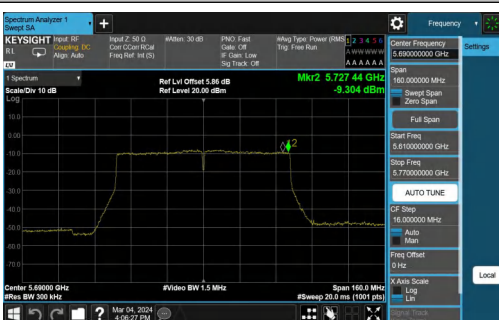 Spectrum Analyzer 1
Swept SA
+
Frequency
KEYSIGHT
RL
Input: RF
Coupling: DC
Align: Auto
Input Z: 50 Ω
Corr CCorr RCal
Freq Ref: Int (S)
#Atten: 30 dB
PNO: Fast
Gate: Off
IF Gain: Low
Sig Track: Off
#Avg Type: Power (RMS
Trig: Free Run
1 2 3 4 5 6
A W W W W W
A A A A A A
LW
1 Spectrum
Scale/Div 10 dB
Log
Ref Lvl Offset 5.86 dB
Ref Level 20.00 dBm
Mkr2 5.727 44 GHz
-9.304 dBm
10.0
0.00
-10.0
-20.0
-30.0
-40.0
-50.0
-60.0
-70.0
2
Center 5.69000 GHz
#Res BW 300 kHz
#Video BW 1.5 MHz
Span 160.0 MHz
#Sweep 20.0 ms (1001 pts)
Mar 04, 2024
4:06:27 PM
?
Center Frequency
5.690000000 GHz
Settings
Span
160.000000 MHz
Swept Span
Zero Span
Full Span
Start Freq
5.610000000 GHz
Stop Freq
5.770000000 GHz
AUTO TUNE
CF Step
16.000000 MHz
Auto
Man
Freq Offset
0 Hz
X Axis Scale
Log
Lin
Local
Signal Track